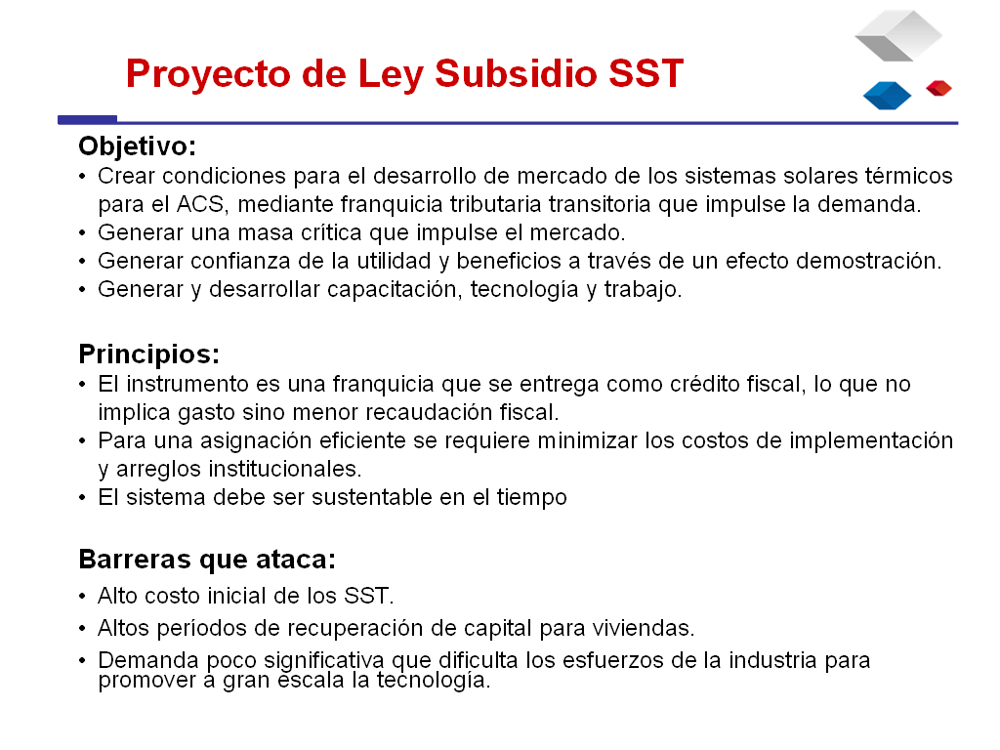 Proyecto de Ley Subsidio SST
Objetivo:
• Crear condiciones para el desarrollo de mercado de los sistemas solares térmicos
para el ACS, mediante franquicia tributaria transitoria que impulse la demanda.
• Generar una masa crítica que impulse el mercado.
• Generar confianza de la utilidad y beneficios a través de un efecto demostración.
• Generar y desarrollar capacitación, tecnología y trabajo.
Principios:
• El instrumento es una franquicia que se entrega como crédito fiscal, lo que no
implica gasto sino menor recaudación fiscal.
• Para una asignación eficiente se requiere minimizar los costos de implementación
y arreglos institucionales.
• El sistema debe ser sustentable en el tiempo
Barreras que ataca:
• Alto costo inicial de los SST.
• Altos períodos de recuperación de capital para viviendas.
• Demanda poco significativa que dificulta los esfuerzos de la industria para
promover a gran escala la tecnología.